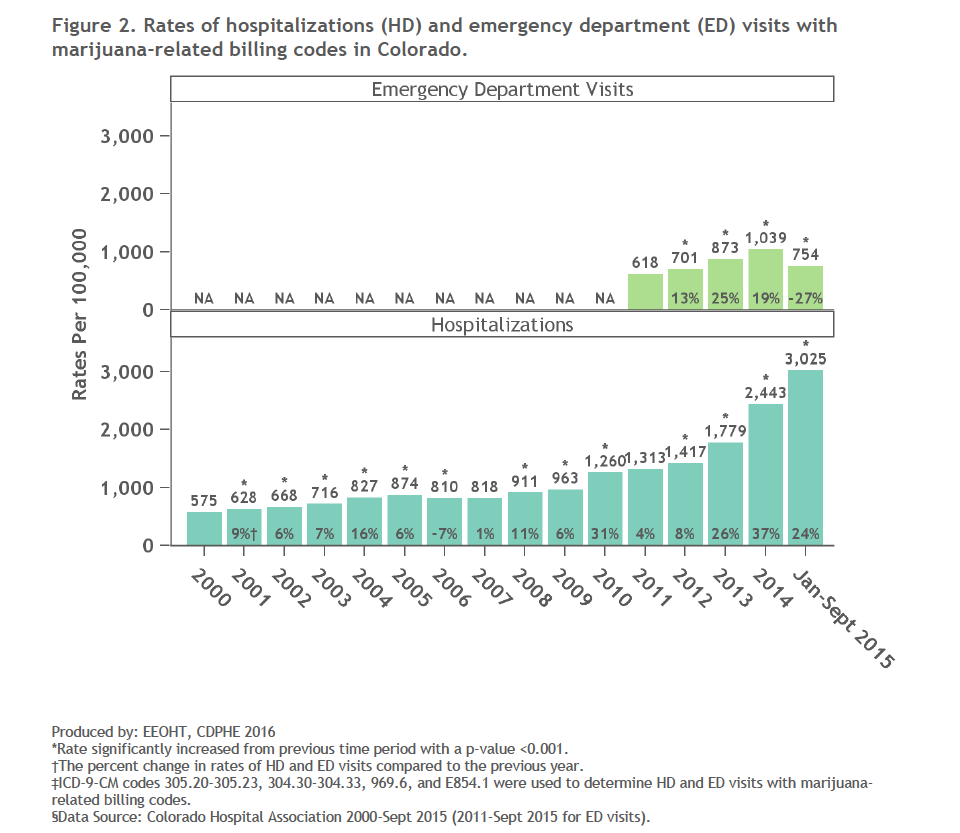 Figure 2. Rates of hospitalizations (HD) and emergency department (ED) visits with
marijuana-related billing codes in Colorado.
Emergency Department Visits
Rates Per 100,000
3,000
2,000
1,000
0
NA NA NA NA NA NA NA NA NA NA NA
618
* 701 13%
* 873 25%
* 1,039 19%
* 754 -27%
Hospitalizations
3,000
2,000
1,000
0
575
* 628 9%†
* 668 6%
* 716 7%
* 827 16%
* 874 6%
* 810 -7%
818 1%
* 911 11%
* 963 6%
* 1,260 31%
1,313 4%
* 1,417 8%
* 1,779 26%
* 2,443 37%
* 3,025 24%
2000 2001 2002 2003 2004 2005 2006 2007 2008 2009 2010 2011 2012 2013 2014 Jan-Sept 2015
Produced by: EEOHT, CDPHE 2016
*Rate significantly increased from previous time period with a p-value <0.001.
†The percent change in rates of HD and ED visits compared to the previous year.
‡ICD-9-CM codes 305.20-305.23, 304.30-304.33, 969.6, and E854.1 were used to determine HD and ED visits with marijuana-
related billing codes.
§Data Source: Colorado Hospital Association 2000-Sept 2015 (2011-Sept 2015 for ED visits).